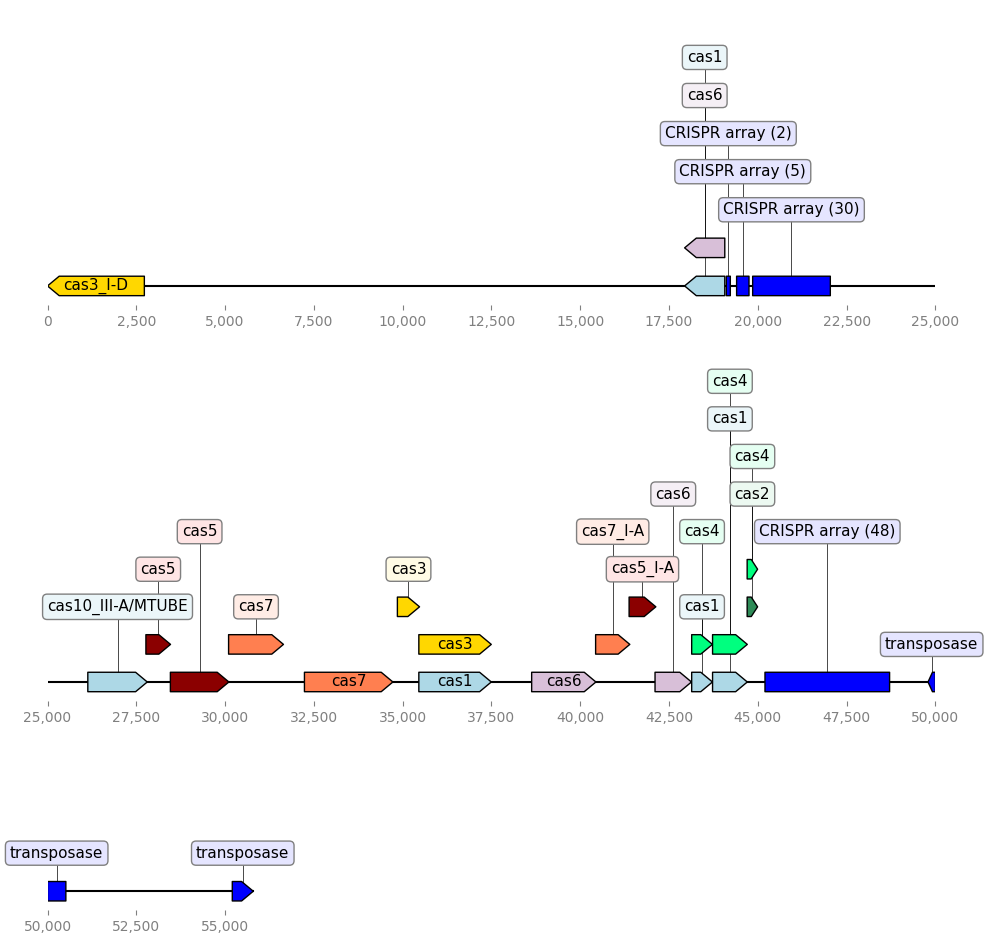 cas1
cas6
CRISPR array (2)
CRISPR array (5)
CRISPR array (30)
cas3_I-D
0 2,500 5,000 7,500 10,000 12,500 15,000 17,500 20,000 22,500 25,000
cas4
cas1
cas4
cas6 cas2
cas5 cas7_I-A cas4 CRISPR array (48)
cas5 cas3 cas5_I-A
cas10_III-A/MTUBE cas7 cas1
cas3 transposase
cas7 cas1 cas6
25,000 27,500 30,000 32,500 35,000 37,500 40,000 42,500 45,000 47,500 50,000
transposase transposase
50,000 52,500 55,000